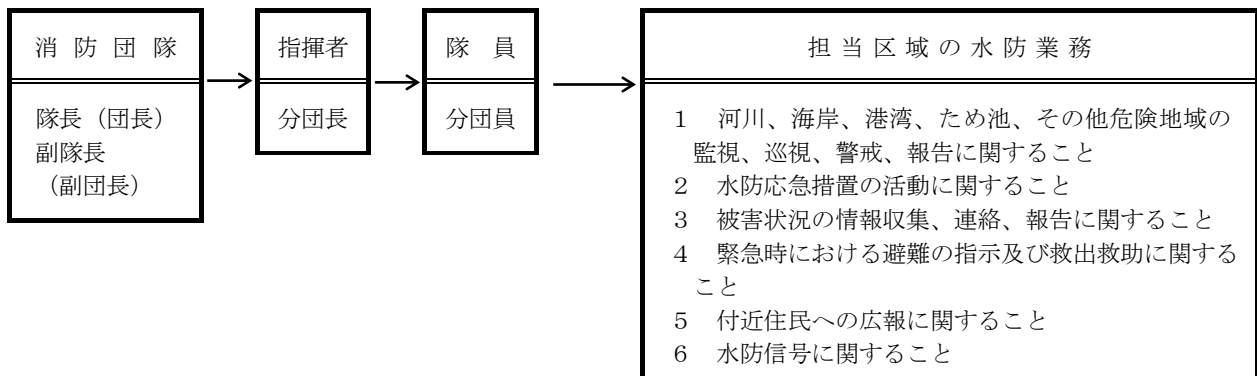 消防団隊
隊長（団長）
副隊長
（副団長）
指揮者
分団長
隊員
分団員
担当区域の水防業務
1　河川、海岸、港湾、ため池、その他危険地域の
監視、巡視、警戒、報告に関すること
2　水防応急措置の活動に関すること
3　被害状況の情報収集、連絡、報告に関すること
4　緊急時における避難の指示及び救出救助に関する
こと
5　付近住民への広報に関すること
6　水防信号に関すること